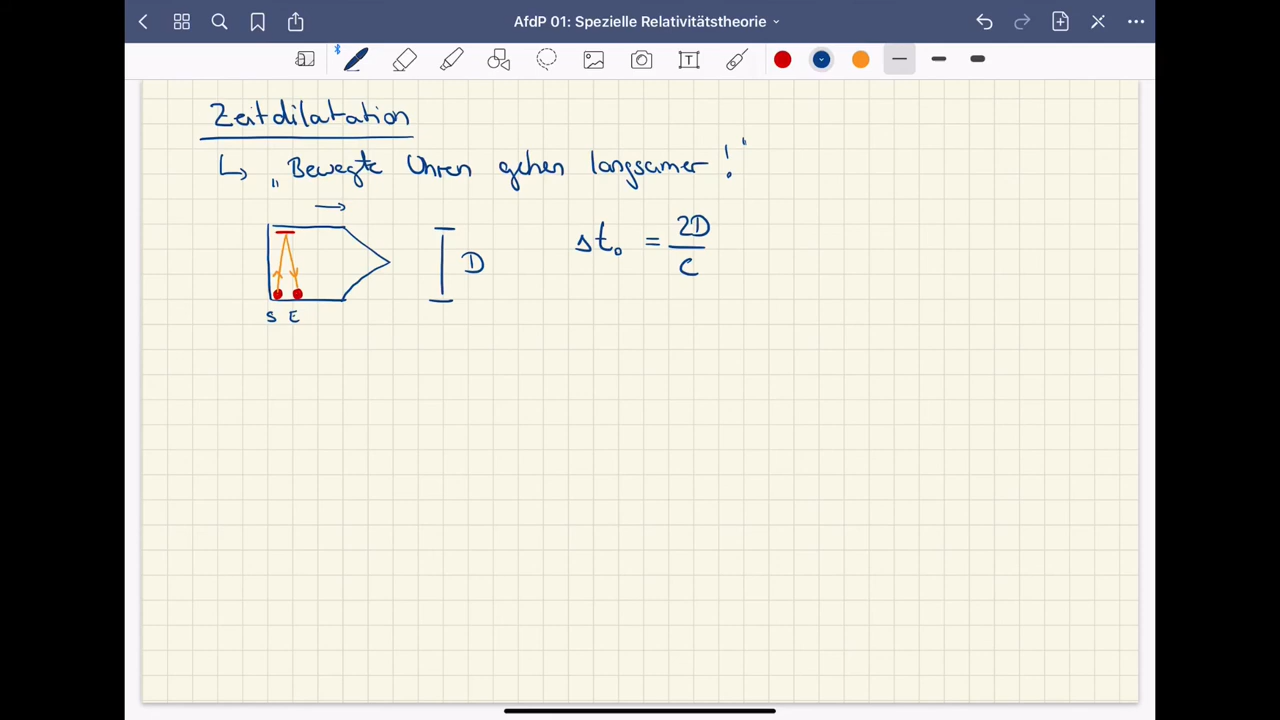 AfdP 01: Spezielle Relativitätstheorie
T
Zeitdilatation
↳ „Bewegte Uhren gehen langsamer!"
D
Δt₀ = 2D/c
S E